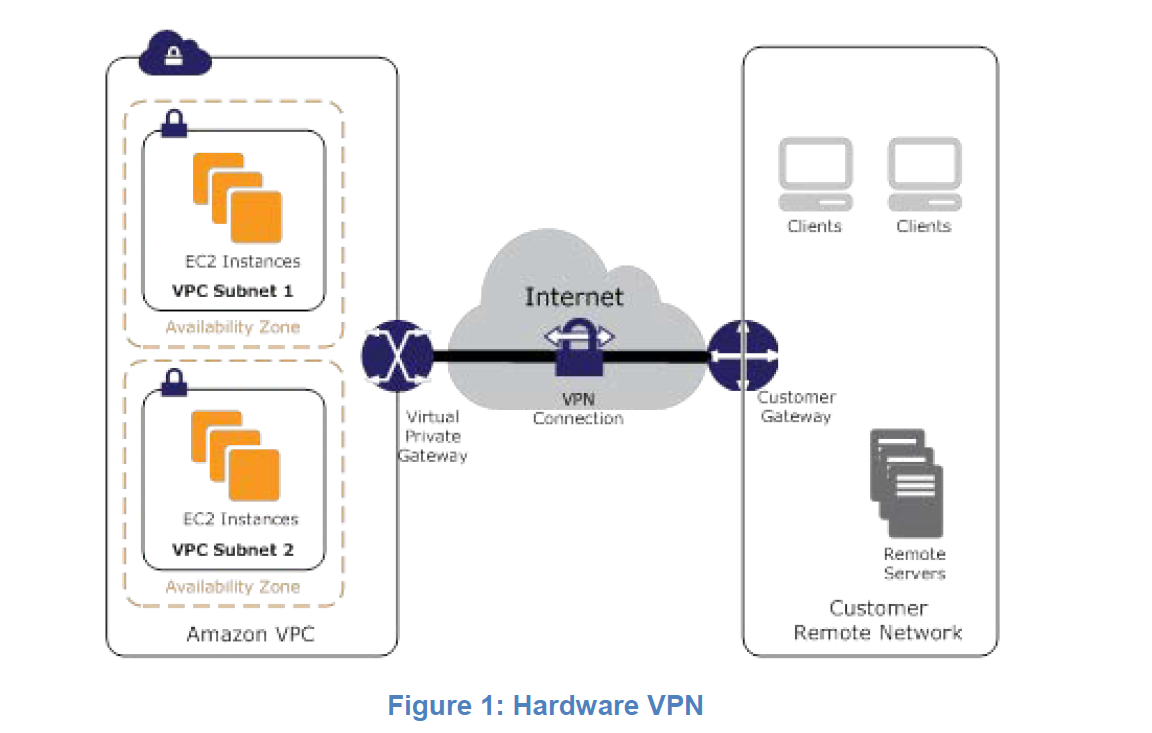 EC2 Instances
VPC Subnet 1
Availability Zone
EC2 Instances
VPC Subnet 2
Availability Zone
Amazon VPC
Virtual
Private
Gateway
Internet
VPN
Connection
Customer
Gateway
Clients
Clients
Remote
Servers
Customer
Remote Network
Figure 1: Hardware VPN